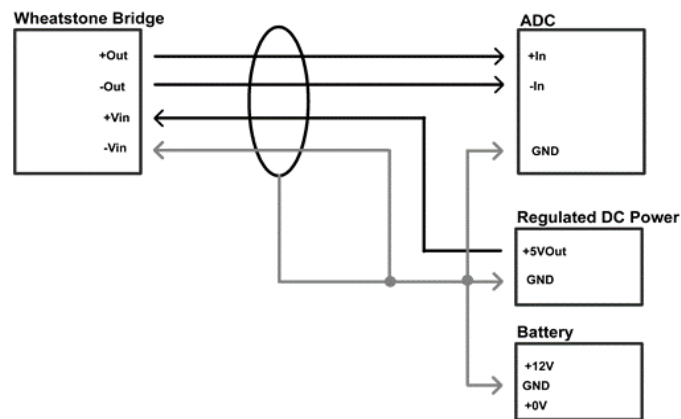 Wheatstone Bridge
+Out
-Out
+Vin
-Vin
ADC
+In
-In
GND
Regulated DC Power
+5VOut
GND
Battery
+12V
GND
+0V